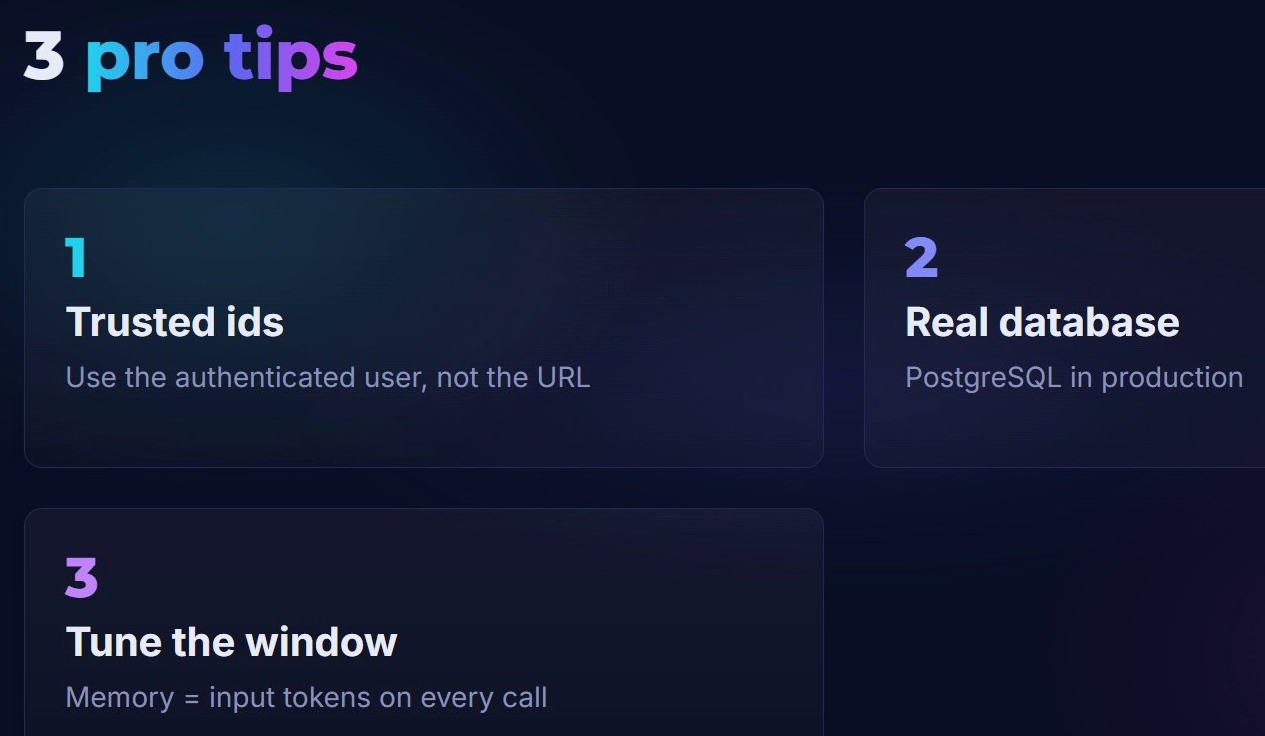 3 pro tips
1
Trusted ids
Use the authenticated user, not the URL
2
Real database
PostgreSQL in production
3
Tune the window
Memory = input tokens on every call